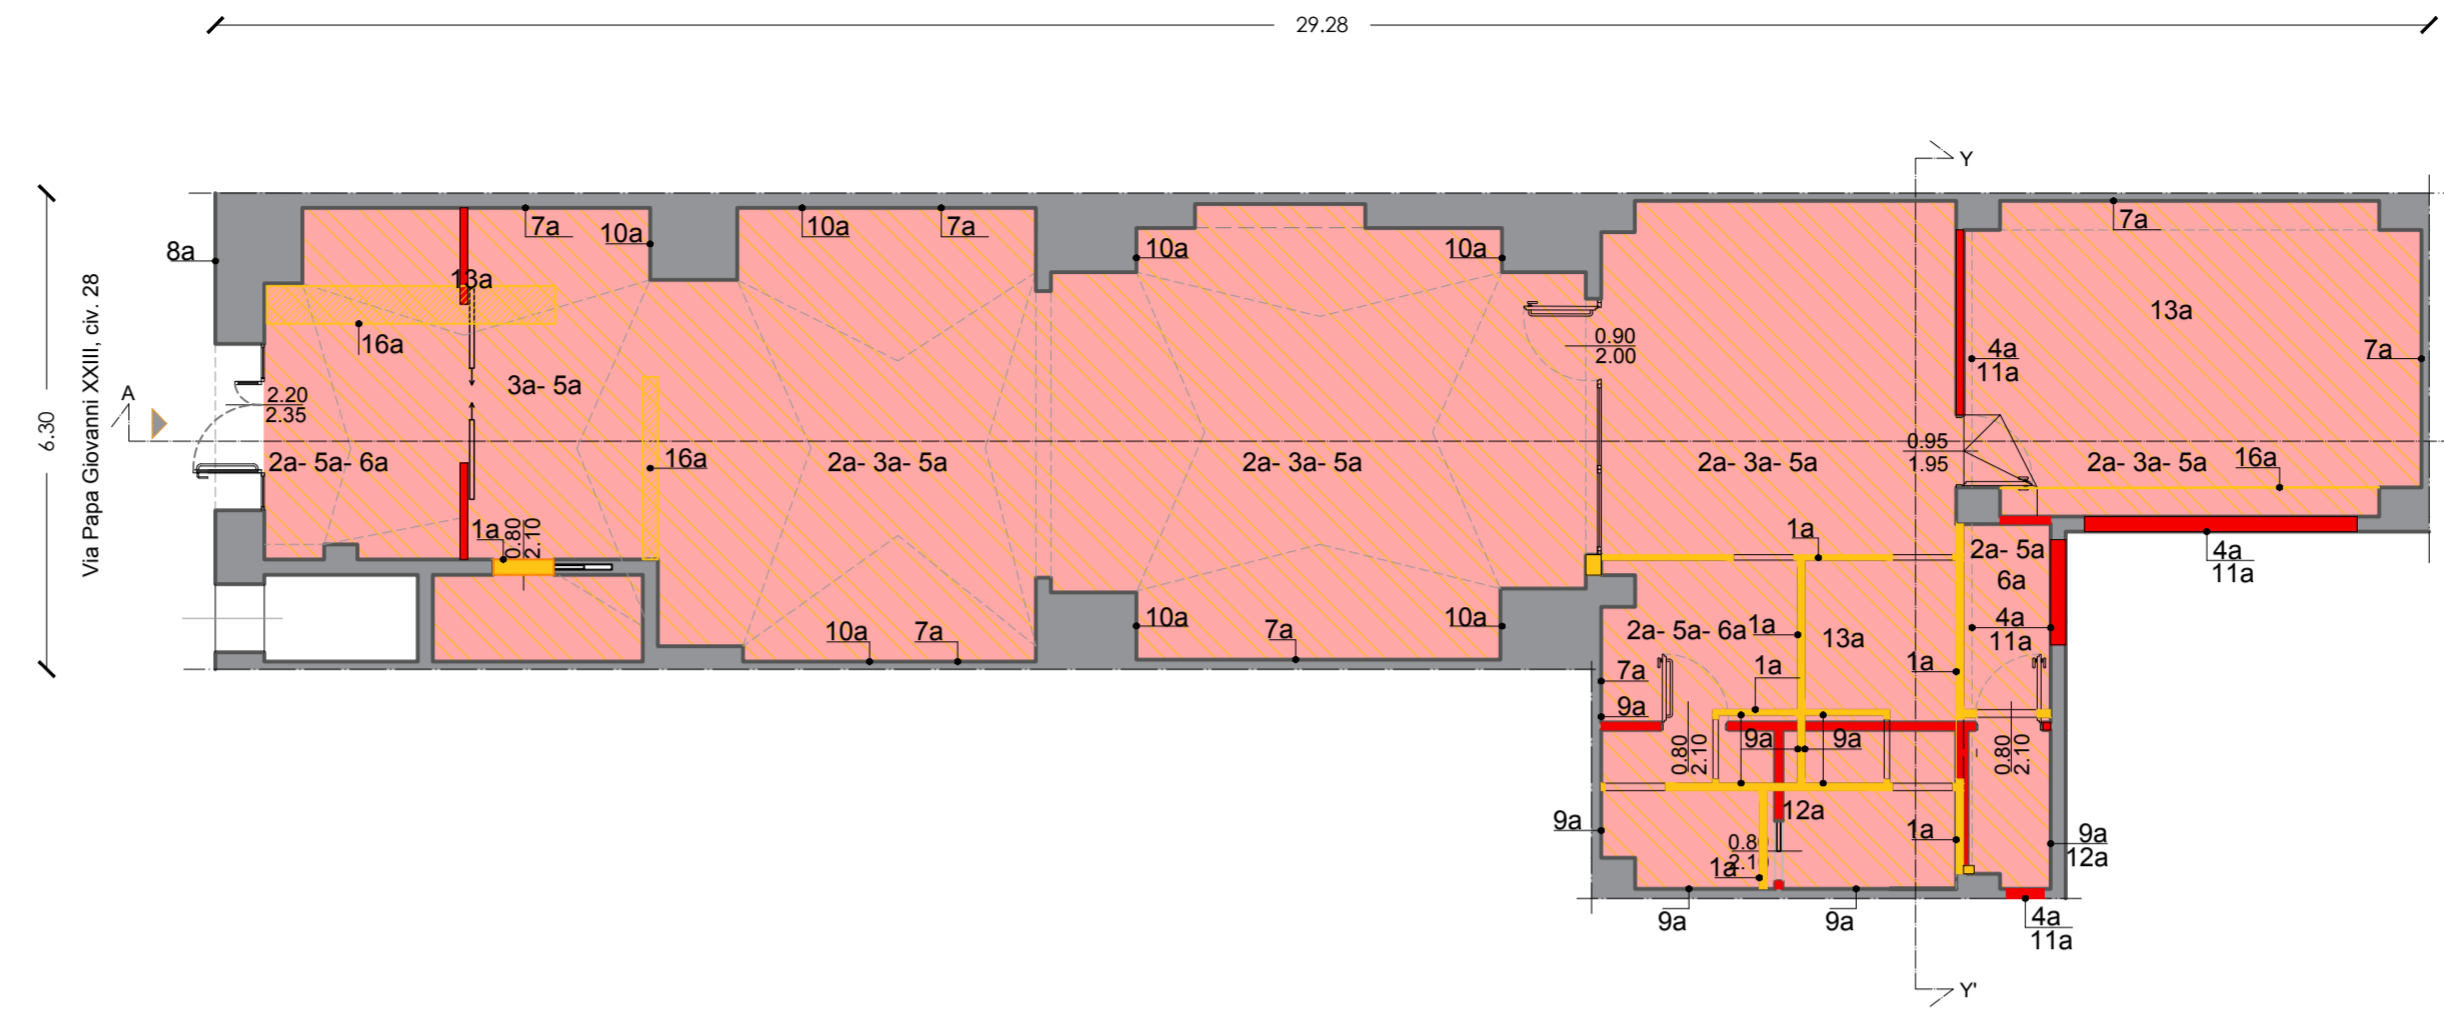 29.28
Y
7a
10a
10a
7a
10a
10a
7a
8a
13a
16a
0.90
2.00
4a
11a
13a
7a
6.30
Via Papa Giovanni XXIII, civ. 28
A
2.20
2.35
3a- 5a
2a- 5a- 6a
16a
2a- 3a- 5a
2a- 3a- 5a
2a- 3a- 5a
0.95
1.95
2a- 3a- 5a
16a
1a
0.80
2.10
1a
2a- 5a
6a
4a
11a
10a
7a
10a
7a
10a
2a- 5a- 6a
1a
13a
4a
11a
7a
1a
1a
9a
0.80
2.10
9a
9a
0.80
2.10
12a
9a
1a
9a
12a
1a
9a
9a
4a
11a
Y'